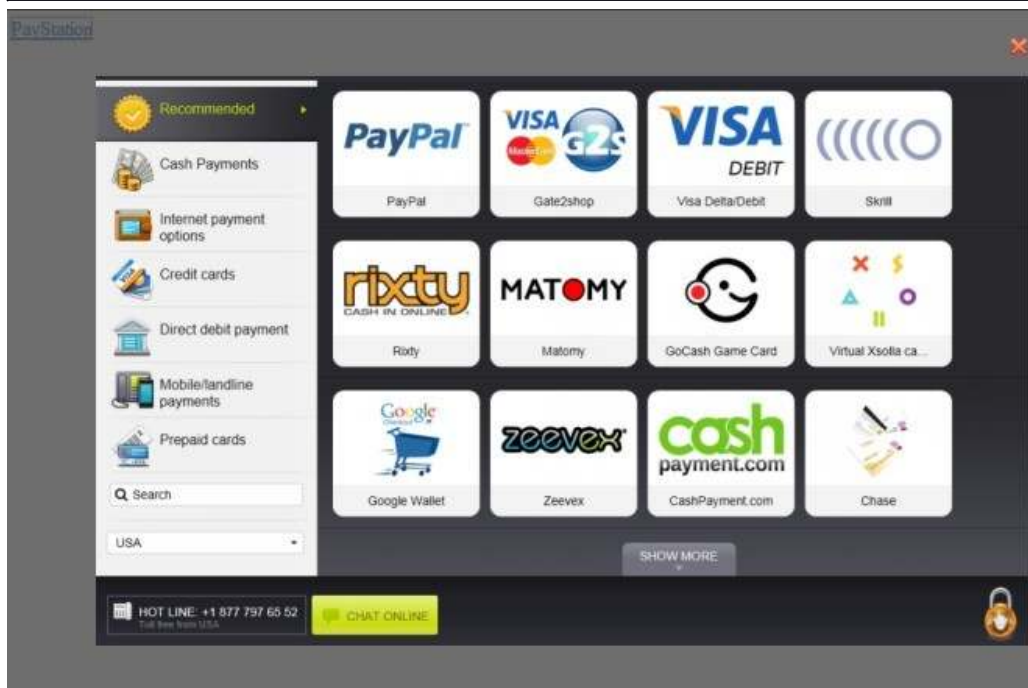 PayStation
Recommended
Cash Payments
Internet payment
options
Credit cards
Direct debit payment
Mobile/landline
payments
Prepaid cards
Search
USA
PayPal
PayPal
VISA
MasterCard
G2S
Gate2shop
VISA
DEBIT
Visa Delta/Debit
Skrill
rixty
CASH IN ONLINE
Rixty
MATOMY
Matomy
GoCash Game Card
Virtual Xsolla ca...
Google
Checkout
Google Wallet
zeevex
Zeevex
cash
payment.com
CashPayment.com
Chase
SHOW MORE
HOT LINE: +1 877 797 65 52
Toll free from USA
CHAT ONLINE